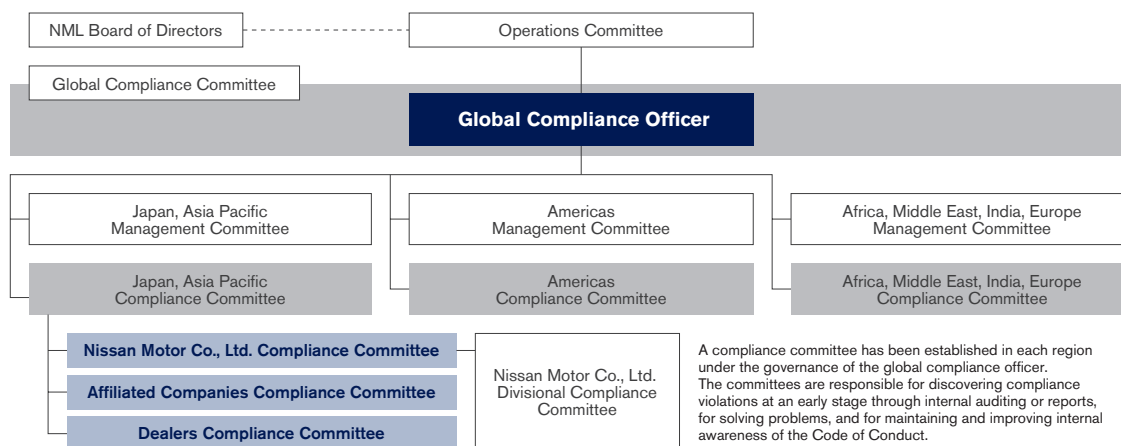 NML Board of Directors
Operations Committee
Global Compliance Committee
Global Compliance Officer
Japan, Asia Pacific
Management Committee
Americas
Management Committee
Africa, Middle East, India, Europe
Management Committee
Japan, Asia Pacific
Compliance Committee
Americas
Compliance Committee
Africa, Middle East, India, Europe
Compliance Committee
Nissan Motor Co., Ltd. Compliance Committee
Affiliated Companies Compliance Committee
Dealers Compliance Committee
Nissan Motor Co., Ltd.
Divisional Compliance
Committee
A compliance committee has been established in each region
under the governance of the global compliance officer.
The committees are responsible for discovering compliance
violations at an early stage through internal auditing or reports,
for solving problems, and for maintaining and improving internal
awareness of the Code of Conduct.